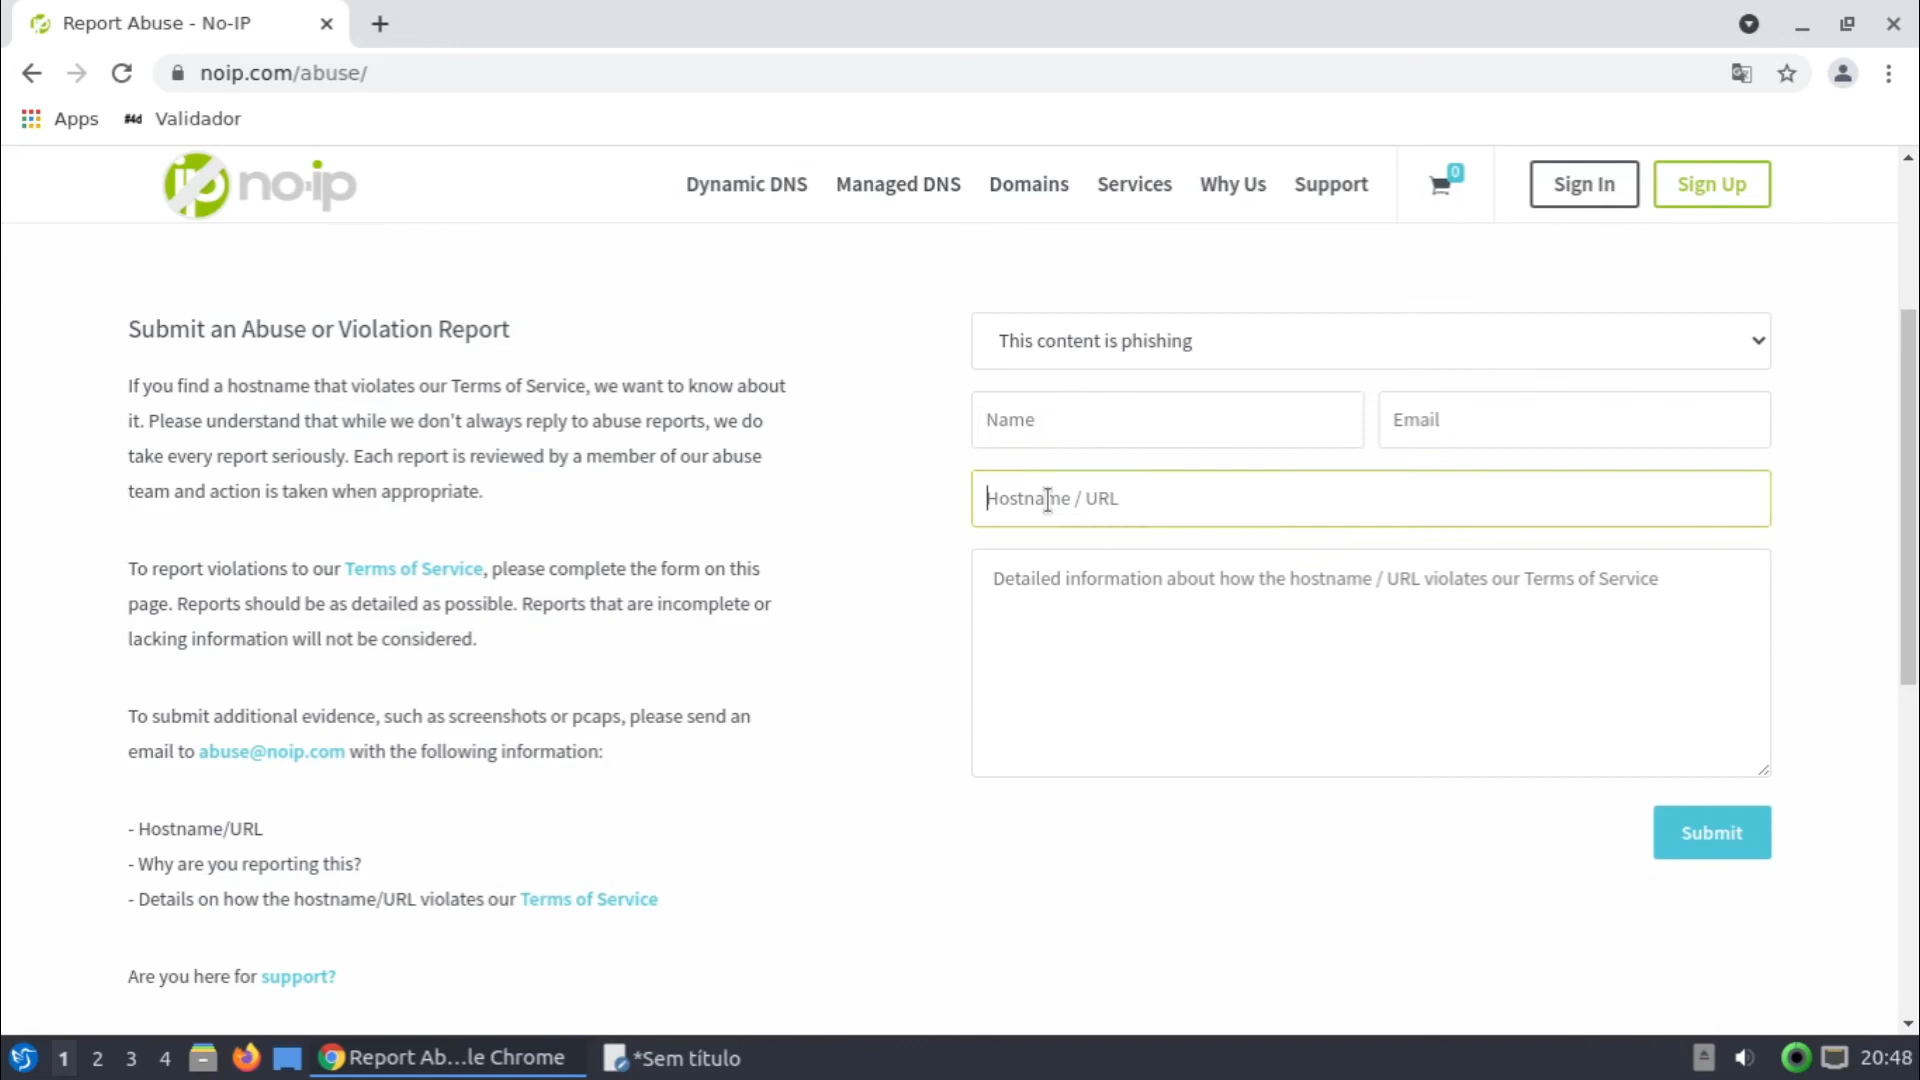 Report Abuse - No-IP
noip.com/abuse/
Apps
#4d
Validador
ip no-ip
Dynamic DNS
Managed DNS
Domains
Services
Why Us
Support
0
Sign In
Sign Up
Submit an Abuse or Violation Report
If you find a hostname that violates our Terms of Service, we want to know about
it. Please understand that while we don't always reply to abuse reports, we do
take every report seriously. Each report is reviewed by a member of our abuse
team and action is taken when appropriate.
To report violations to our Terms of Service, please complete the form on this
page. Reports should be as detailed as possible. Reports that are incomplete or
lacking information will not be considered.
To submit additional evidence, such as screenshots or pcaps, please send an
email to abuse@noip.com with the following information:
- Hostname/URL
- Why are you reporting this?
- Details on how the hostname/URL violates our Terms of Service
Are you here for support?
This content is phishing
Name
Email
Hostname / URL
Detailed information about how the hostname / URL violates our Terms of Service
Submit
1
2
3
4
Report Ab...le Chrome
*Sem título
20:48